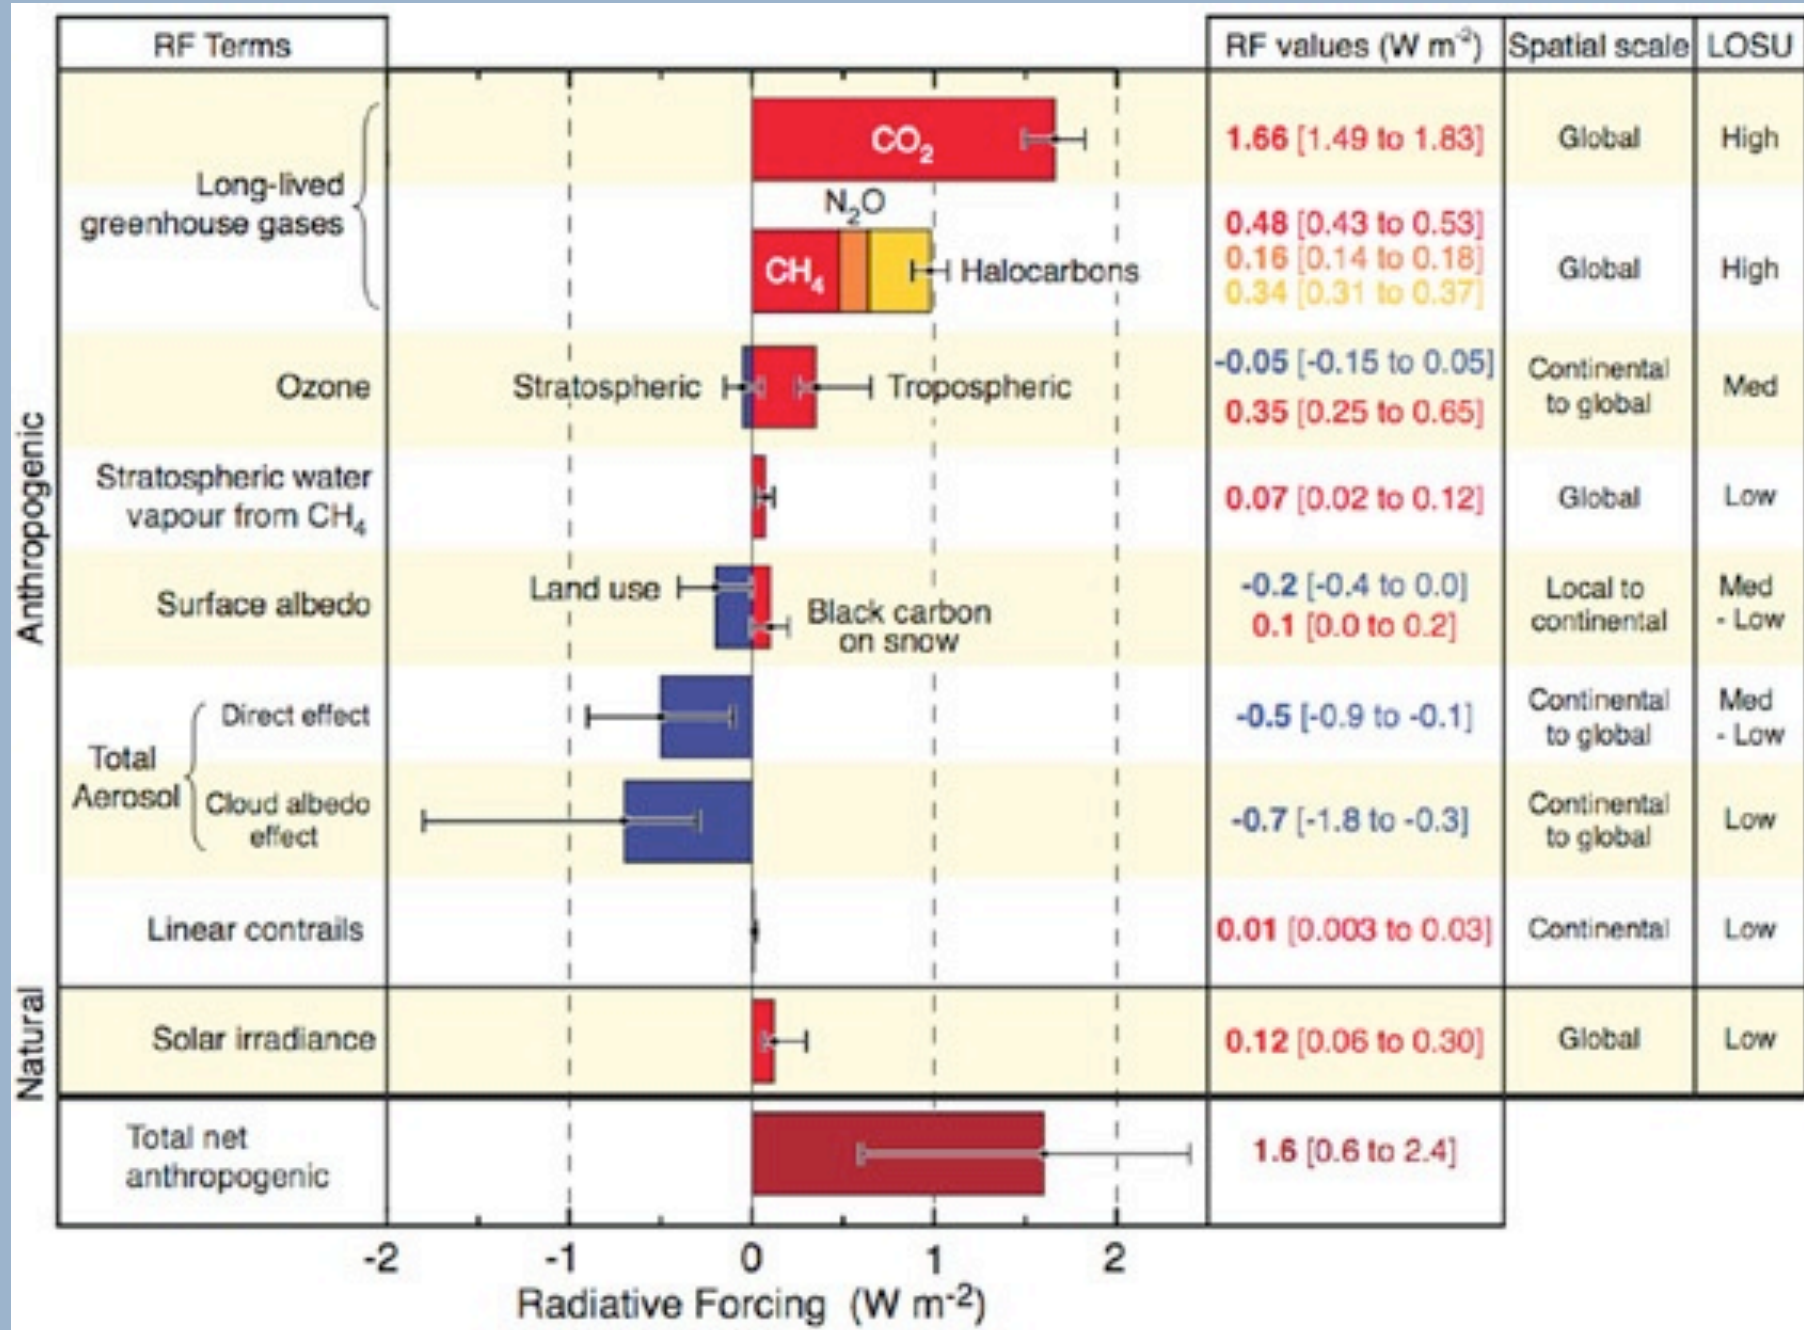 RF Terms
RF values (W m⁻²)
Spatial scale
LOSU
Anthropogenic
Long-lived
greenhouse gases
CO₂
1.66 [1.49 to 1.83]
Global
High
N₂O
CH₄
Halocarbons
0.48 [0.43 to 0.53]
0.16 [0.14 to 0.18]
0.34 [0.31 to 0.37]
Global
High
Ozone
Stratospheric
Tropospheric
-0.05 [-0.15 to 0.05]
0.35 [0.25 to 0.65]
Continental
to global
Med
Stratospheric water
vapour from CH₄
0.07 [0.02 to 0.12]
Global
Low
Surface albedo
Land use
Black carbon
on snow
-0.2 [-0.4 to 0.0]
0.1 [0.0 to 0.2]
Local to
continental
Med
- Low
Total
Aerosol
Direct effect
-0.5 [-0.9 to -0.1]
Continental
to global
Med
- Low
Cloud albedo
effect
-0.7 [-1.8 to -0.3]
Continental
to global
Low
Linear contrails
0.01 [0.003 to 0.03]
Continental
Low
Natural
Solar irradiance
0.12 [0.06 to 0.30]
Global
Low
Total net
anthropogenic
1.6 [0.6 to 2.4]
-2 -1 0 1 2
Radiative Forcing (W m⁻²)